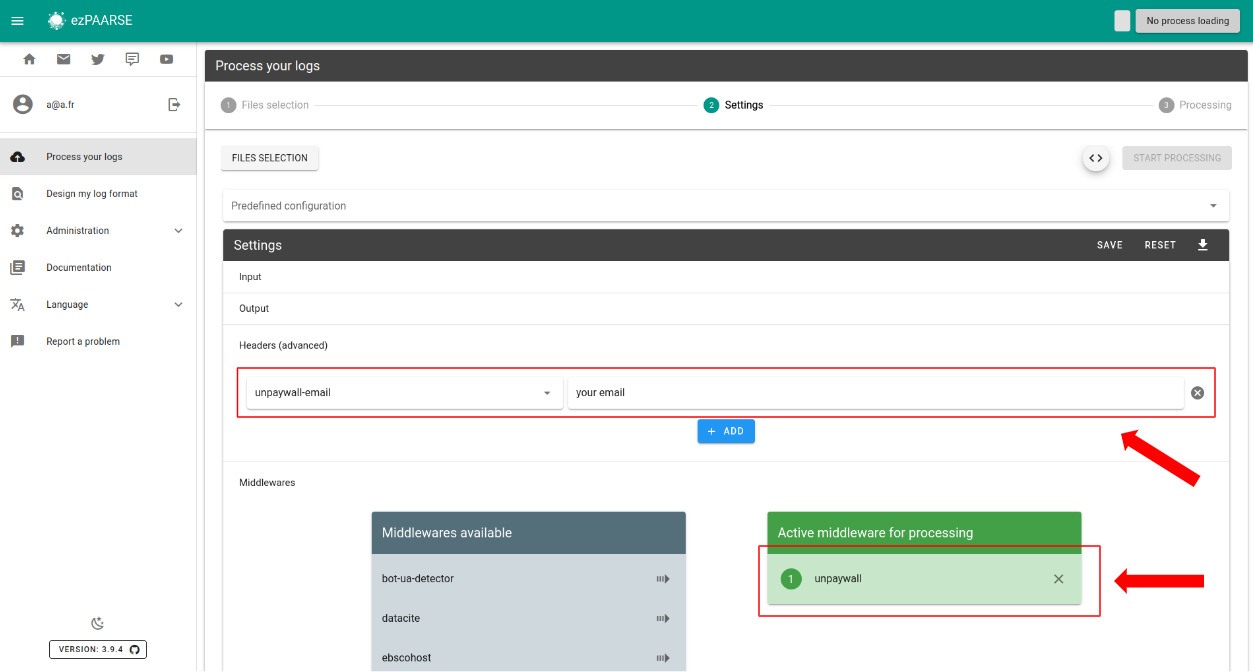 ezPAARSE
No process loading
a@a.fr
Process your logs
Design my log format
Administration
Documentation
Language
Report a problem
VERSION: 3.9.4
Process your logs
1 Files selection
2 Settings
3 Processing
FILES SELECTION
START PROCESSING
Predefined configuration
Settings
SAVE
RESET
Input
Output
Headers (advanced)
unpaywall-email
your email
+ ADD
Middlewares
Middlewares available
bot-ua-detector
datacite
ebscohost
Active middleware for processing
1 unpaywall